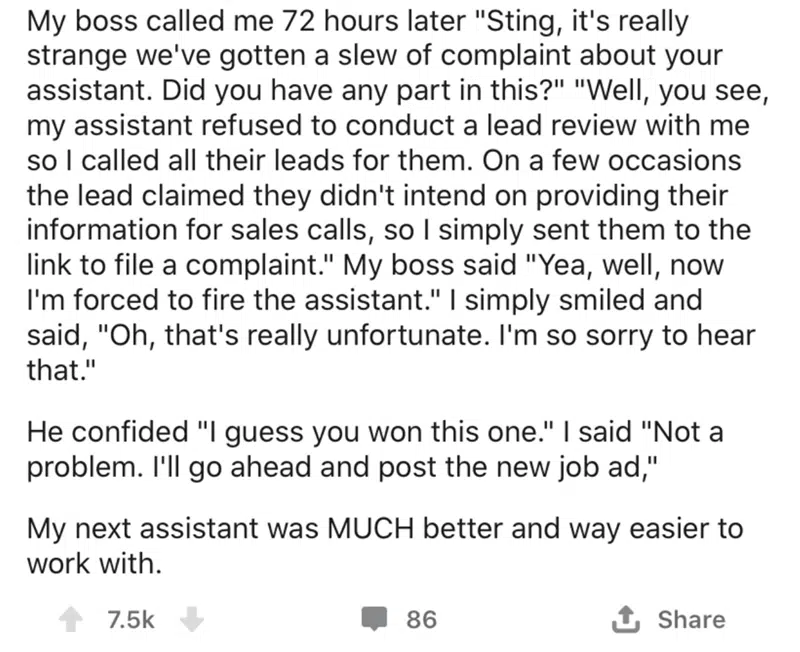 My boss called me 72 hours later "Sting, it's really
strange we've gotten a slew of complaint about your
assistant. Did you have any part in this?" "Well, you see,
my assistant refused to conduct a lead review with me
so I called all their leads for them. On a few occasions
the lead claimed they didn't intend on providing their
information for sales calls, so I simply sent them to the
link to file a complaint." My boss said "Yea, well, now
I'm forced to fire the assistant." I simply smiled and
said, "Oh, that's really unfortunate. I'm so sorry to hear
that."
He confided "I guess you won this one." I said "Not a
problem. I'll go ahead and post the new job ad,"
My next assistant was MUCH better and way easier to
work with.
7.5k 86 Share